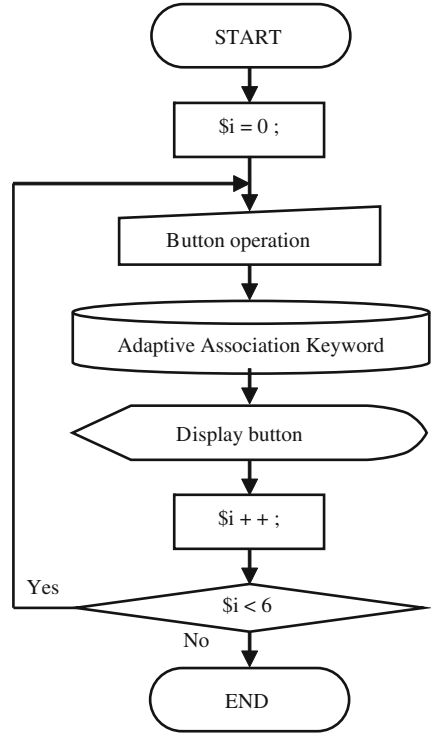 START
$i = 0 ;
Button operation
Adaptive Association Keyword
Display button
$i + + ;
Yes
$i < 6
No
END